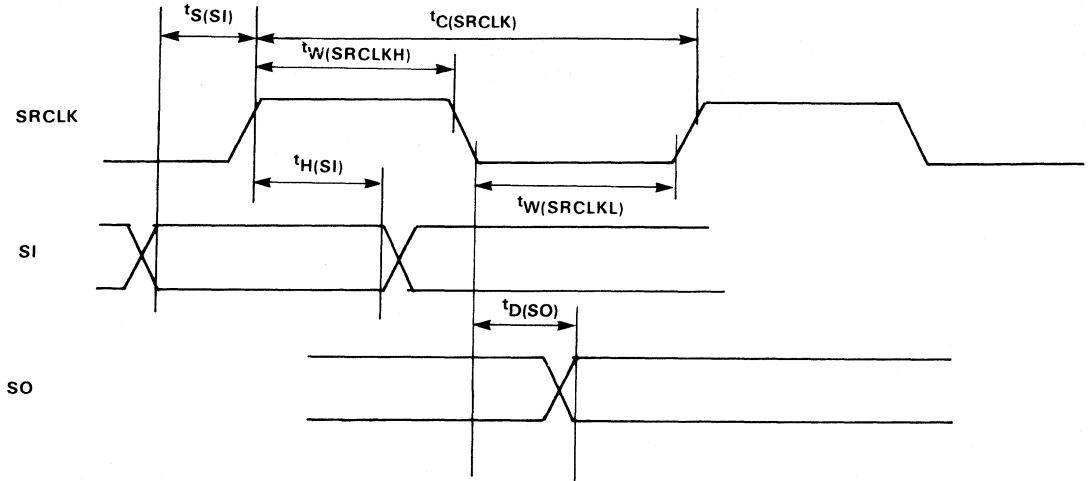 tS(SI)
tC(SRCLK)
tW(SRCLKH)
SRCLK
tH(SI)
tW(SRCLKL)
SI
tD(SO)
SO